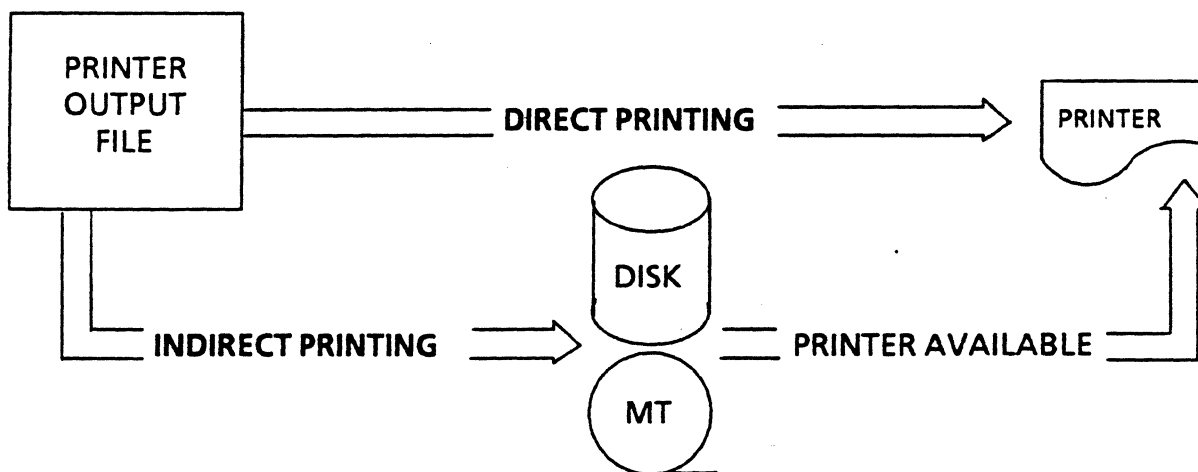 PRINTER
OUTPUT
FILE
DIRECT PRINTING
PRINTER
DISK
INDIRECT PRINTING
PRINTER AVAILABLE
MT